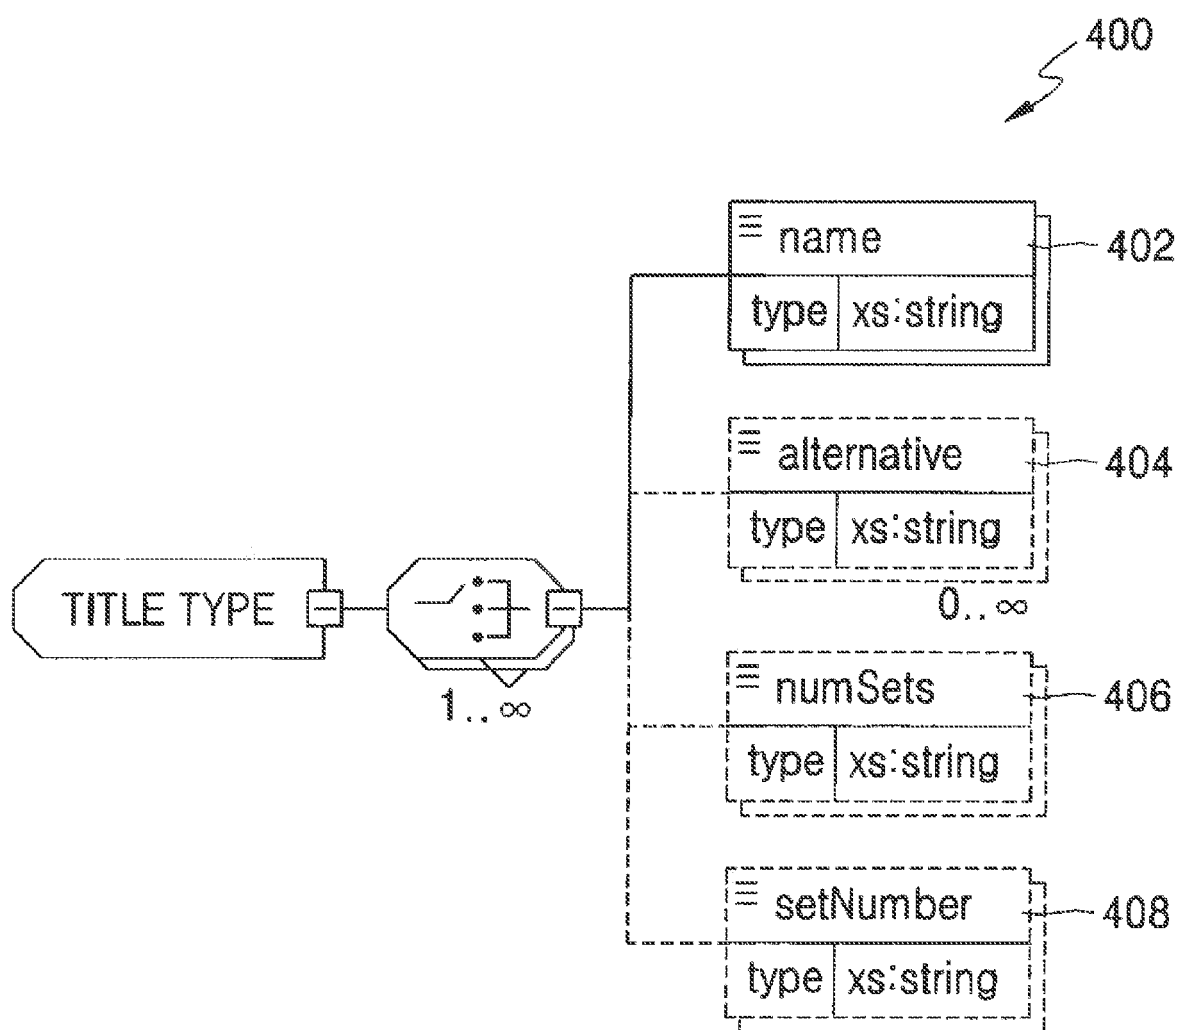 400
name
402
type xs:string
alternative
404
type xs:string
0..∞
TITLE TYPE
1..∞
numSets
406
type xs:string
setNumber
408
type xs:string